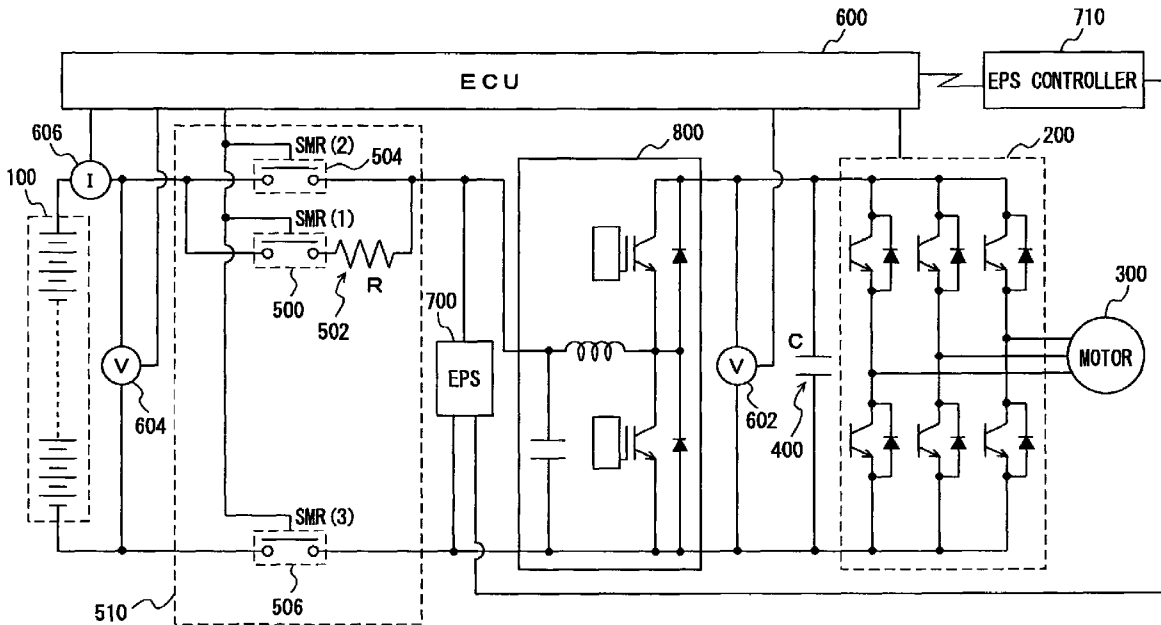 600
710
ECU
EPS CONTROLLER
606
I
SMR(2)
504
800
200
100
SMR(1)
R
500
502
700
EPS
300
MOTOR
C
V
604
V
602
400
SMR(3)
506
510